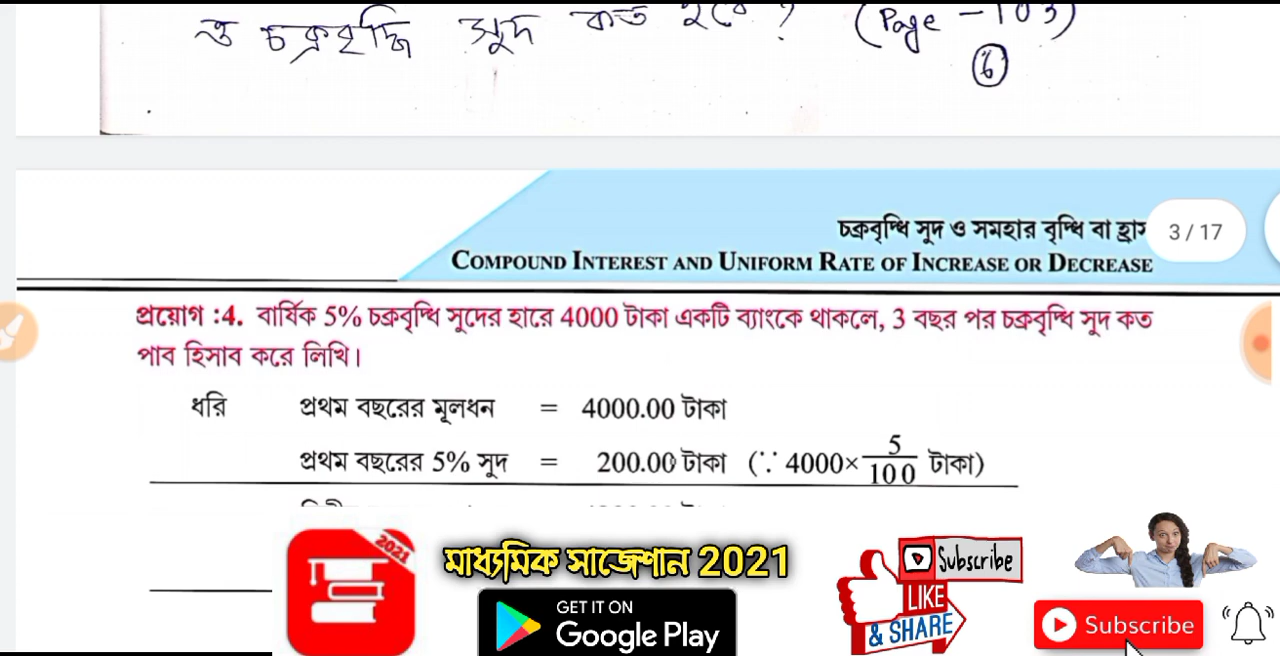 ও চক্রবৃদ্ধি সুদ কত হবে? (Page - 103)
6
চক্রবৃদ্ধি সুদ ও সমহার বৃদ্ধি বা হ্রাস
3 / 17
COMPOUND INTEREST AND UNIFORM RATE OF INCREASE OR DECREASE
প্রয়োগ :4. বার্ষিক 5% চক্রবৃদ্ধি সুদের হারে 4000 টাকা একটি ব্যাংকে থাকলে, 3 বছর পর চক্রবৃদ্ধি সুদ কত
পাব হিসাব করে লিখি।
ধরি প্রথম বছরের মূলধন = 4000.00 টাকা
প্রথম বছরের 5% সুদ = 200.00 টাকা (∵ 4000×5/100 টাকা)
2021
মাধ্যমিক সাজেশান 2021
GET IT ON
Google Play
Subscribe
LIKE
& SHARE
Subscribe